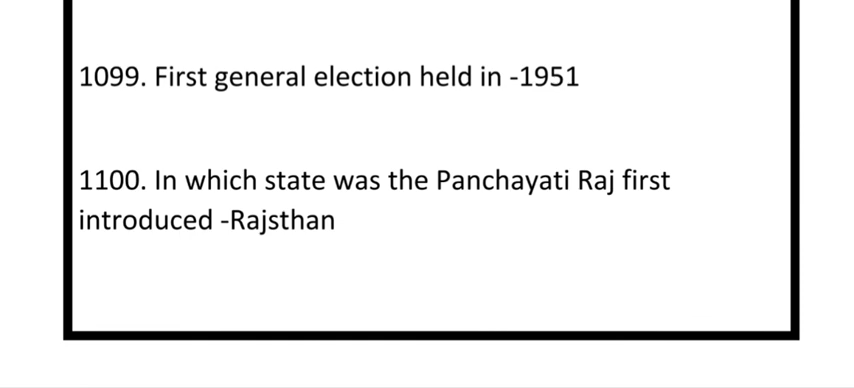 1099. First general election held in -1951
1100. In which state was the Panchayati Raj first
introduced -Rajsthan